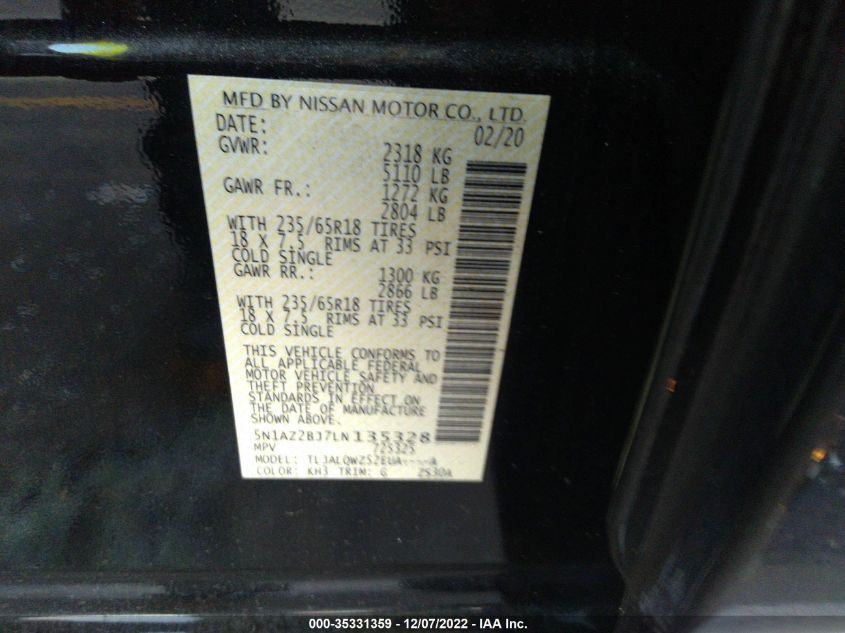 MFD BY NISSAN MOTOR CO., LTD.
DATE: 02/20
GVWR: 2318 KG
5110 LB
GAWR FR.: 1272 KG
2804 LB
WITH 235/65R18 TIRES
18 X 7.5 RIMS AT 33 PSI
COLD SINGLE
GAWR RR.: 1300 KG
2866 LB
WITH 235/65R18 TIRES
18 X 7.5 RIMS AT 33 PSI
COLD SINGLE
THIS VEHICLE CONFORMS TO
ALL APPLICABLE FEDERAL
MOTOR VEHICLE SAFETY AND
THEFT PREVENTION
STANDARDS IN EFFECT ON
THE DATE OF MANUFACTURE
SHOWN ABOVE.
5N1AZ2BJ7LN135328
MPV 725325
MODEL: TLJALQWZ52EUA----A
COLOR: KH3 TRIM: G 2530A
000-35331359 - 12/07/2022 - IAA Inc.